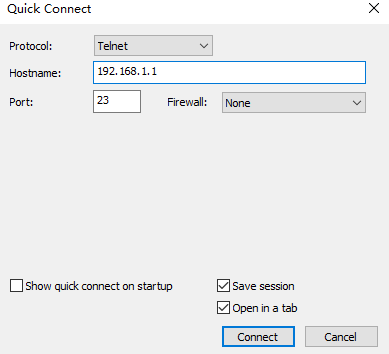 Quick Connect
Protocol: Telnet
Hostname: 192.168.1.1
Port: 23 Firewall: None
Show quick connect on startup Save session
Open in a tab
Connect Cancel